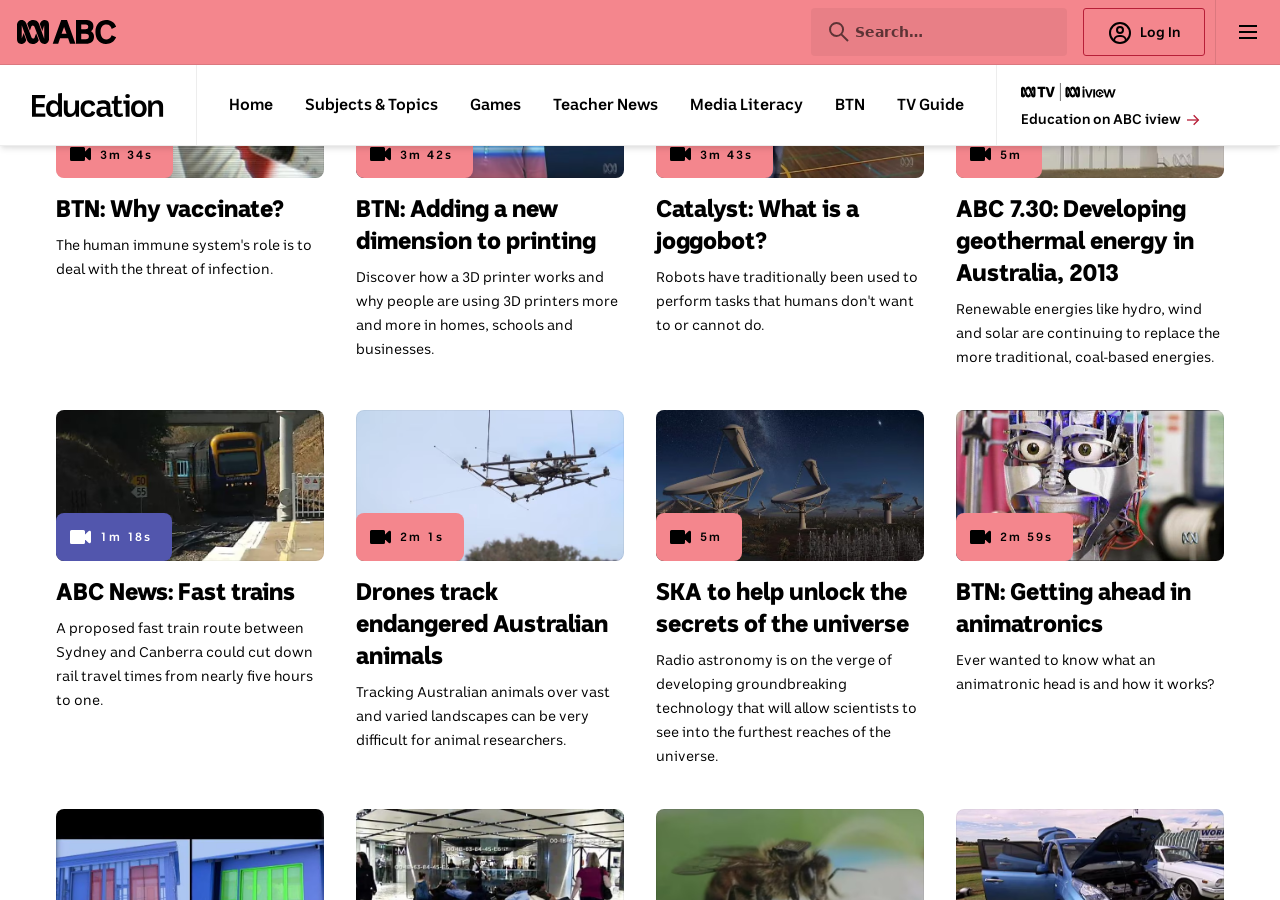 ABC
Search...
Log In
Education
Home
Subjects & Topics
Games
Teacher News
Media Literacy
BTN
TV Guide
TV iview
Education on ABC iview
3m 34s
BTN: Why vaccinate?
The human immune system's role is to
deal with the threat of infection.
3m 42s
BTN: Adding a new
dimension to printing
Discover how a 3D printer works and
why people are using 3D printers more
and more in homes, schools and
businesses.
3m 43s
Catalyst: What is a
joggobot?
Robots have traditionally been used to
perform tasks that humans don't want
to or cannot do.
5m
ABC 7.30: Developing
geothermal energy in
Australia, 2013
Renewable energies like hydro, wind
and solar are continuing to replace the
more traditional, coal-based energies.
50
55
1m 18s
ABC News: Fast trains
A proposed fast train route between
Sydney and Canberra could cut down
rail travel times from nearly five hours
to one.
2m 1s
Drones track
endangered Australian
animals
Tracking Australian animals over vast
and varied landscapes can be very
difficult for animal researchers.
5m
SKA to help unlock the
secrets of the universe
Radio astronomy is on the verge of
developing groundbreaking
technology that will allow scientists to
see into the furthest reaches of the
universe.
2m 59s
BTN: Getting ahead in
animatronics
Ever wanted to know what an
animatronic head is and how it works?